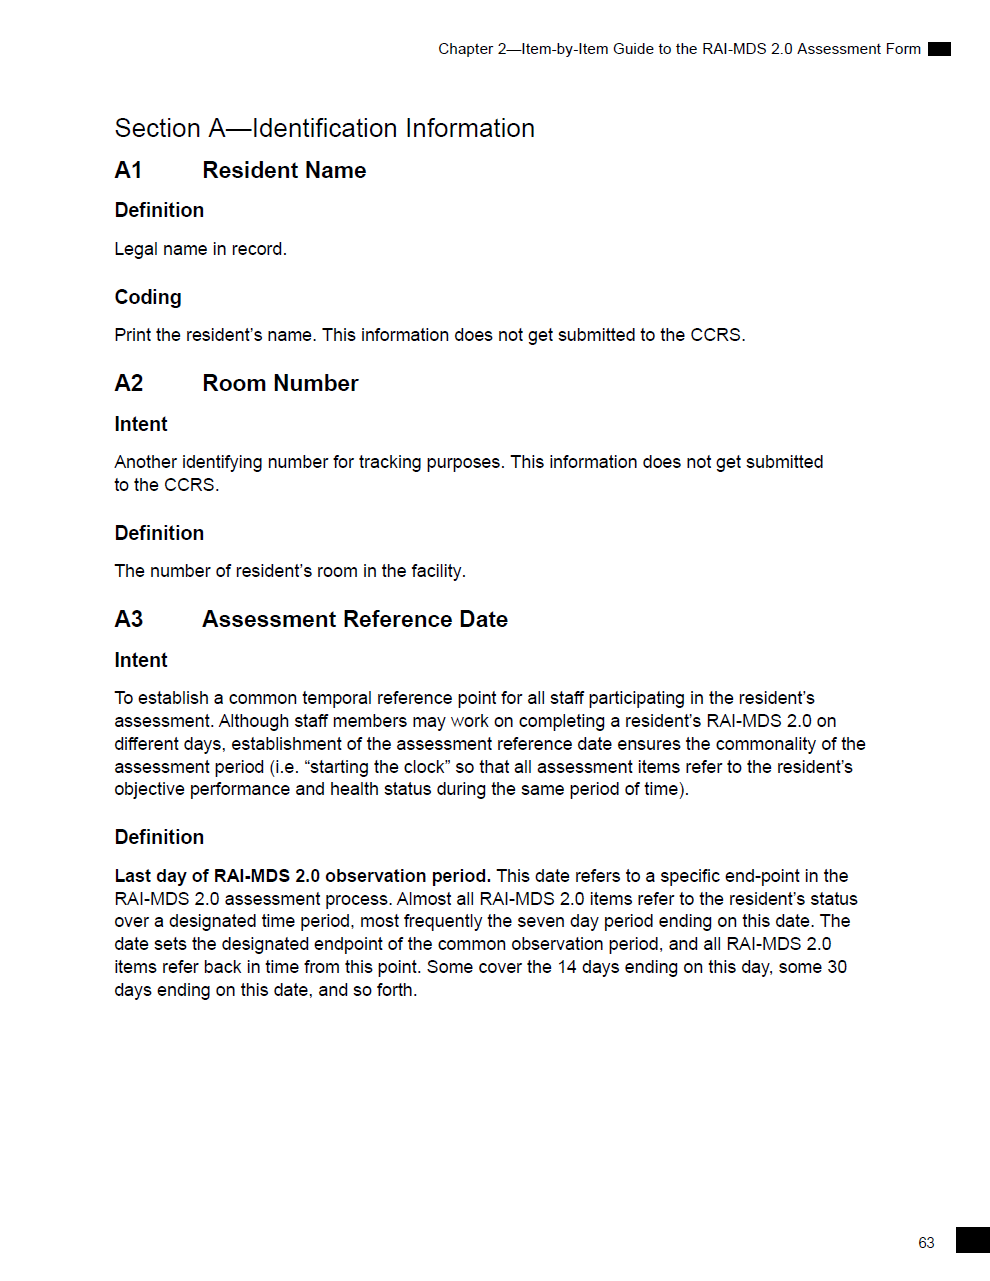 Chapter 2—Item-by-Item Guide to the RAI-MDS 2.0 Assessment Form
Section A—Identification Information
A1 Resident Name
Definition
Legal name in record.
Coding
Print the resident’s name. This information does not get submitted to the CCRS.
A2 Room Number
Intent
Another identifying number for tracking purposes. This information does not get submitted
to the CCRS.
Definition
The number of resident’s room in the facility.
A3 Assessment Reference Date
Intent
To establish a common temporal reference point for all staff participating in the resident’s
assessment. Although staff members may work on completing a resident’s RAI-MDS 2.0 on
different days, establishment of the assessment reference date ensures the commonality of the
assessment period (i.e. “starting the clock” so that all assessment items refer to the resident’s
objective performance and health status during the same period of time).
Definition
Last day of RAI-MDS 2.0 observation period. This date refers to a specific end-point in the
RAI-MDS 2.0 assessment process. Almost all RAI-MDS 2.0 items refer to the resident’s status
over a designated time period, most frequently the seven day period ending on this date. The
date sets the designated endpoint of the common observation period, and all RAI-MDS 2.0
items refer back in time from this point. Some cover the 14 days ending on this day, some 30
days ending on this date, and so forth.
63